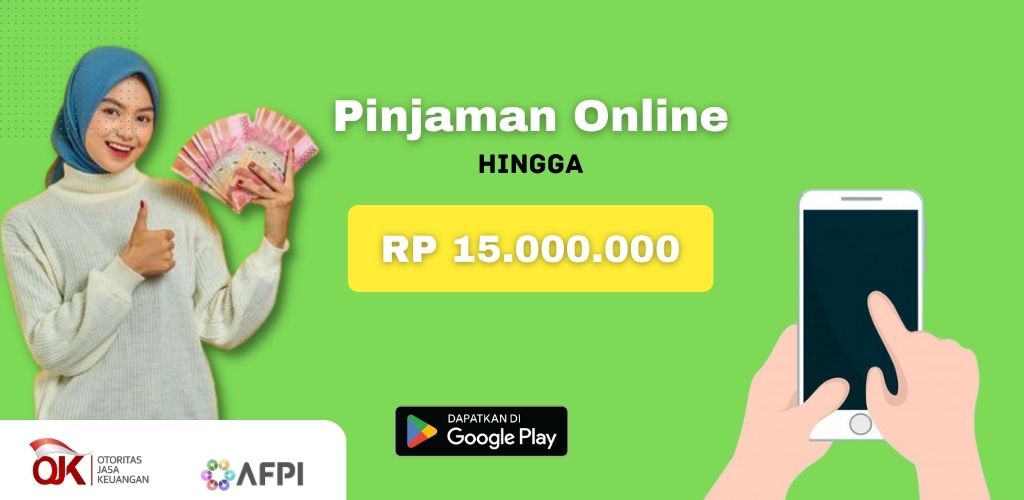 Pinjaman Online
HINGGA
RP 15.000.000
DAPATKAN DI
Google Play
OJK
OTORITAS
JASA
KEUANGAN
AFPI